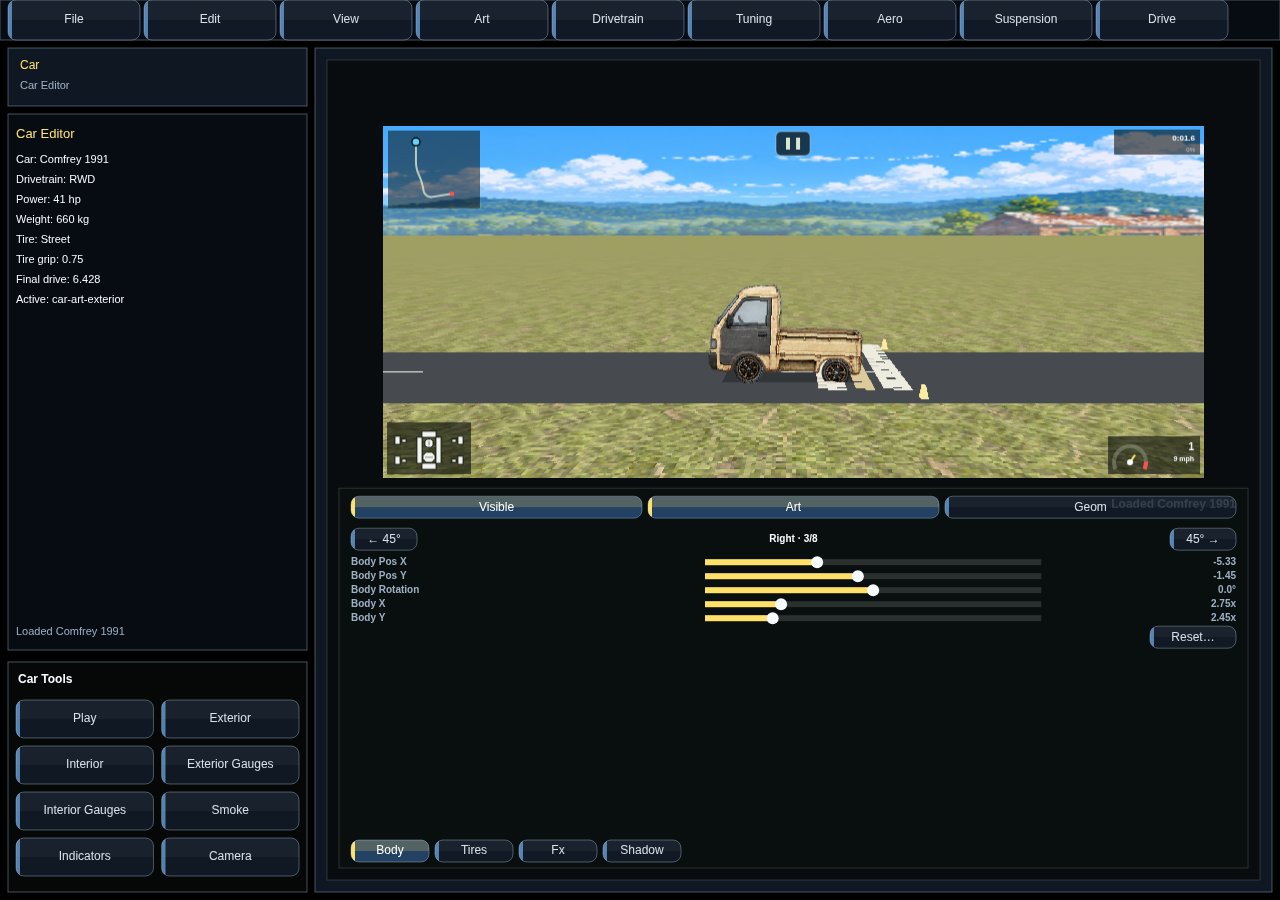 File
Edit
View
Art
Drivetrain
Tuning
Aero
Suspension
Drive
Car
Car Editor
Car Editor
Car: Comfrey 1991
Drivetrain: RWD
Power: 41 hp
Weight: 660 kg
Tire: Street
Tire grip: 0.75
Final drive: 6.428
Active: car-art-exterior
Loaded Comfrey 1991
Car Tools
Play
Exterior
Interior
Exterior Gauges
Interior Gauges
Smoke
Indicators
Camera
0:01.6
0%
1
9 mph
Visible
Art
Geom
Loaded Comfrey 1991
← 45°
Right · 3/8
45° →
Body Pos X -5.33
Body Pos Y -1.45
Body Rotation 0.0°
Body X 2.75x
Body Y 2.45x
Reset…
Body
Tires
Fx
Shadow